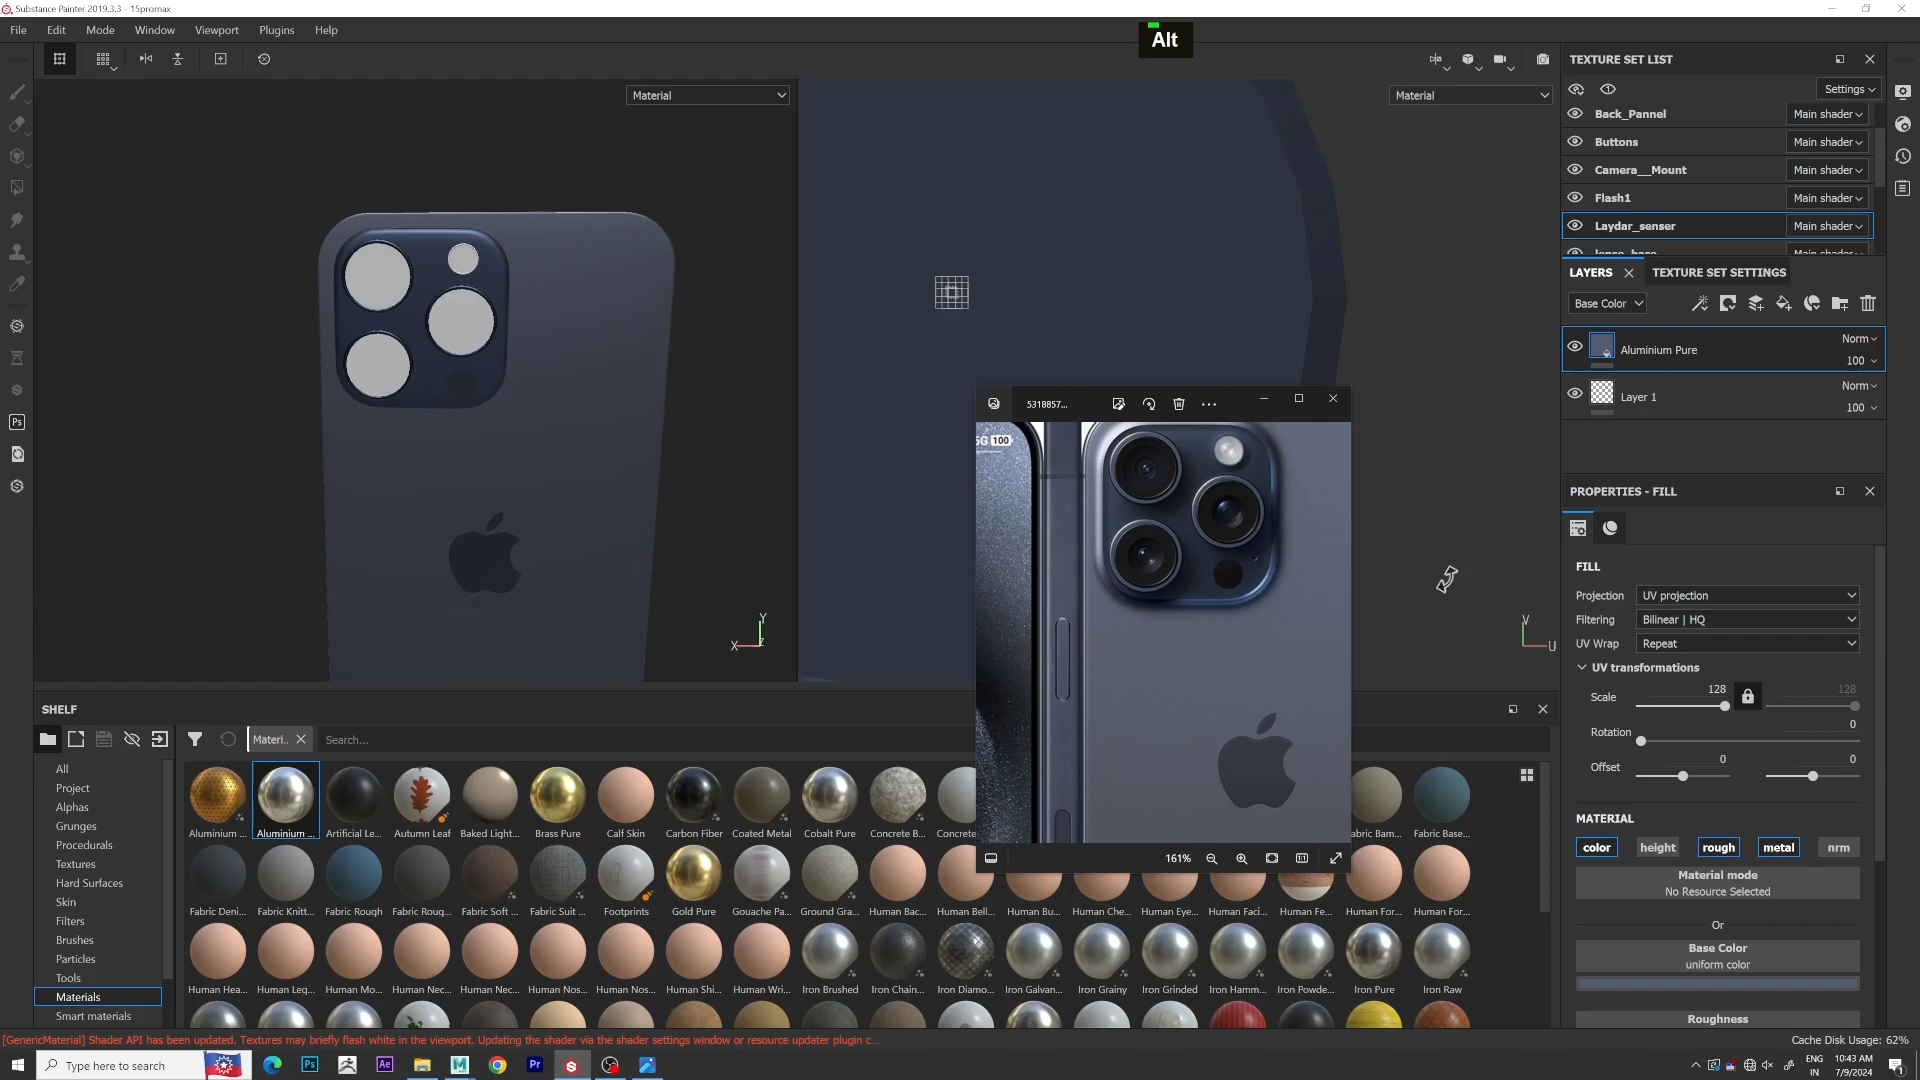 Substance Painter 2019.3.3 - 15promax
File Edit Mode Window Viewport Plugins Help
Alt
Material
Material
TEXTURE SET LIST
Settings
Back_Pannel Main shader
Buttons Main shader
Camera__Mount Main shader
Flash1 Main shader
Laydar_senser Main shader
LAYERS TEXTURE SET SETTINGS
Base Color
Aluminium Pure Norm 100
Layer 1 Norm 100
5318857...
5G 100
161%
PROPERTIES - FILL
FILL
Projection UV projection
Filtering Bilinear | HQ
UV Wrap Repeat
UV transformations
Scale 128 128
Rotation 0
Offset 0 0
MATERIAL
color height rough metal nrm
Material mode
No Resource Selected
Or
Base Color
uniform color
Roughness
Y
X
Z
V
U
SHELF
Materi.. Search...
All
Project
Alphas
Grunges
Procedurals
Textures
Hard Surfaces
Skin
Filters
Brushes
Particles
Tools
Materials
Smart materials
Aluminium ... Aluminium ... Artificial Le... Autumn Leaf Baked Light... Brass Pure Calf Skin Carbon Fiber Coated Metal Cobalt Pure Concrete B... Concrete Fabric Bam... Fabric Base...
Fabric Deni... Fabric Knitt... Fabric Rough Fabric Roug... Fabric Soft ... Fabric Suit ... Footprints Gold Pure Gouache Pa... Ground Gra... Human Bac... Human Bell... Human Bu... Human Che... Human Eye... Human Faci... Human Fe... Human For... Human For...
Human Hea... Human Leg... Human Mo... Human Nec... Human Nec... Human Nos... Human Nos... Human Shi... Human Wri... Iron Brushed Iron Chain... Iron Diamo... Iron Galvan... Iron Grainy Iron Grinded Iron Hamm... Iron Powde... Iron Pure Iron Raw
[GenericMaterial] Shader API has been updated. Textures may briefly flash white in the viewport. Updating the shader via the shader settings window or resource updater plugin c...
Cache Disk Usage: 62%
Type here to search
Ps
Ae
Pr
ENG
IN
10:43 AM
7/9/2024